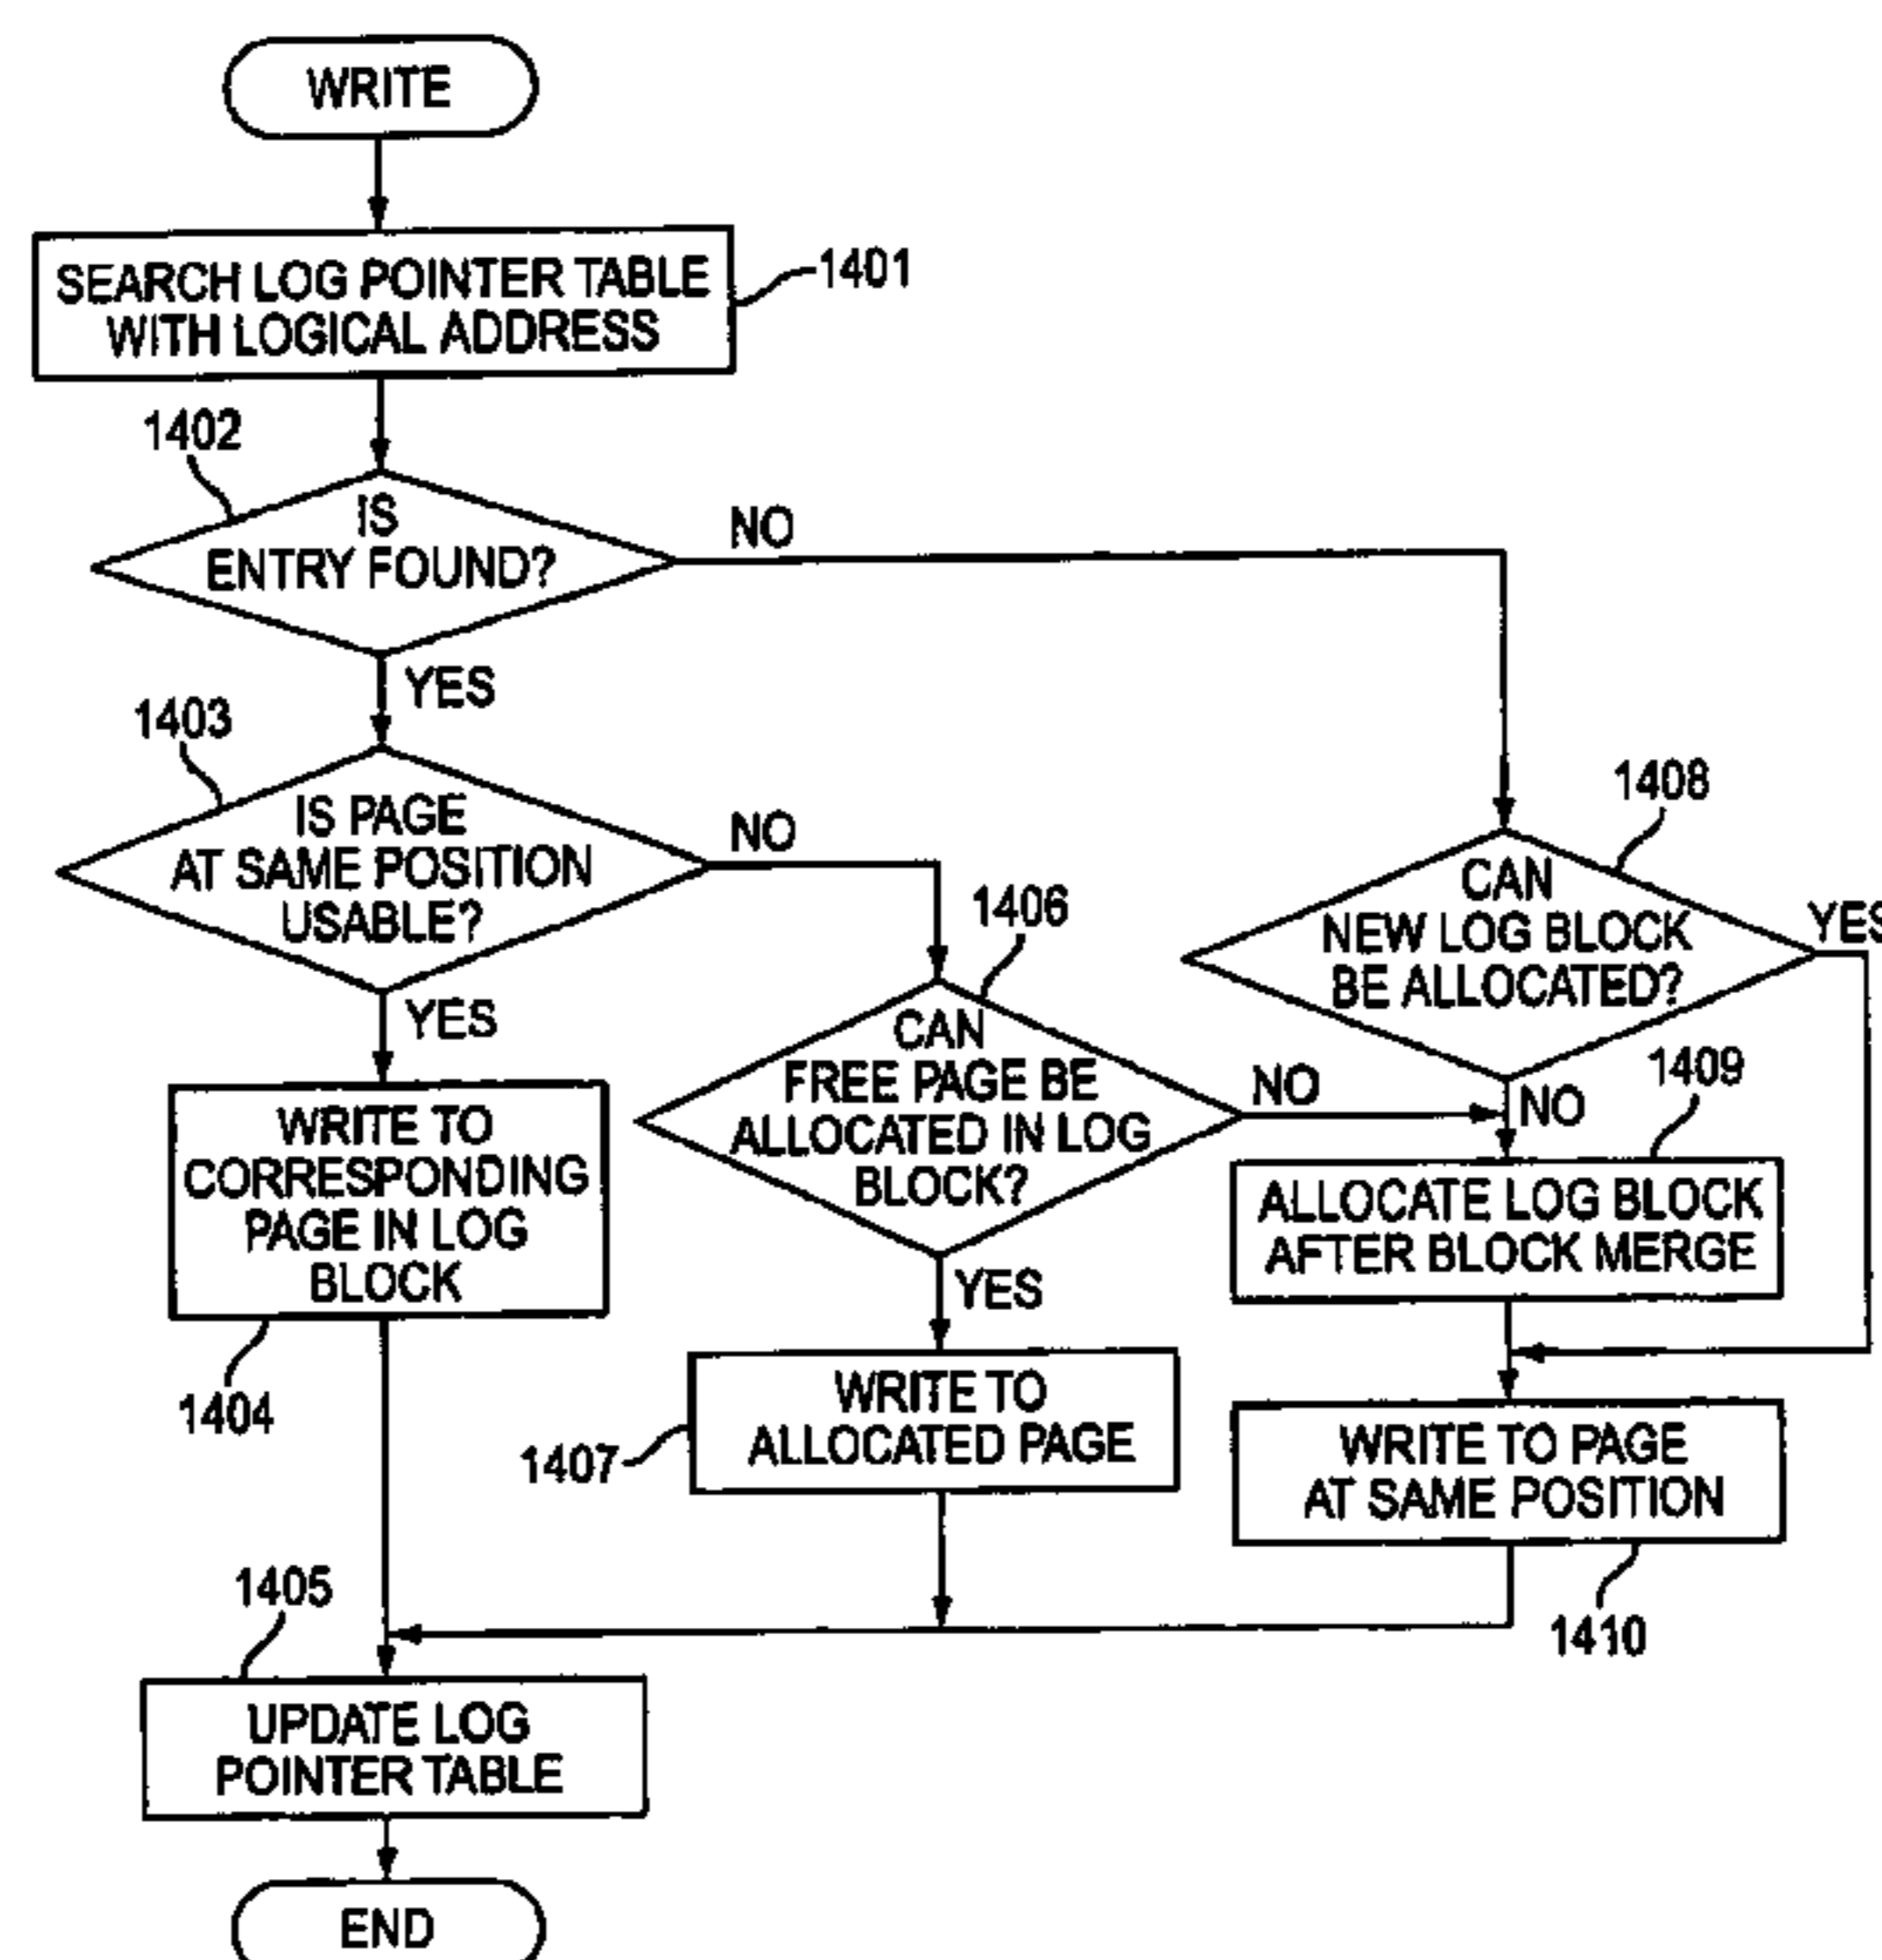 WRITE
SEARCH LOG POINTER TABLE
WITH LOGICAL ADDRESS
1401
1402
IS
ENTRY FOUND?
NO
YES
1403
IS PAGE
AT SAME POSITION
USABLE?
NO
YES
1406
CAN
FREE PAGE BE
ALLOCATED IN LOG
BLOCK?
NO
YES
1408
CAN
NEW LOG BLOCK
BE ALLOCATED?
YES
NO
1409
ALLOCATE LOG BLOCK
AFTER BLOCK MERGE
WRITE TO
CORRESPONDING
PAGE IN LOG
BLOCK
1404
WRITE TO
ALLOCATED PAGE
1407
WRITE TO PAGE
AT SAME POSITION
1410
1405
UPDATE LOG
POINTER TABLE
END